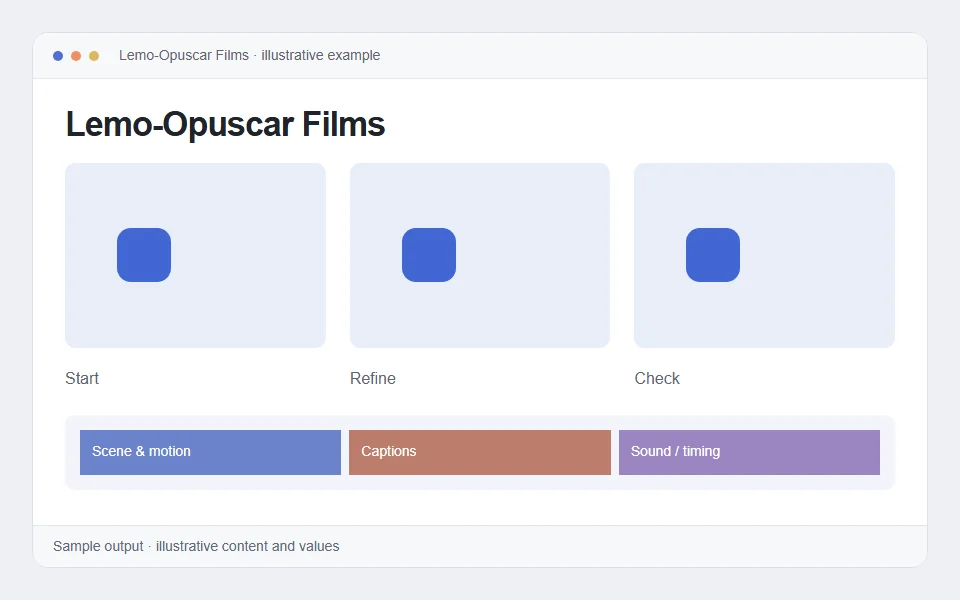 Lemo-Opuscar Films · illustrative example
Lemo-Opuscar Films
Start
Refine
Check
Scene & motion
Captions
Sound / timing
Sample output · illustrative content and values